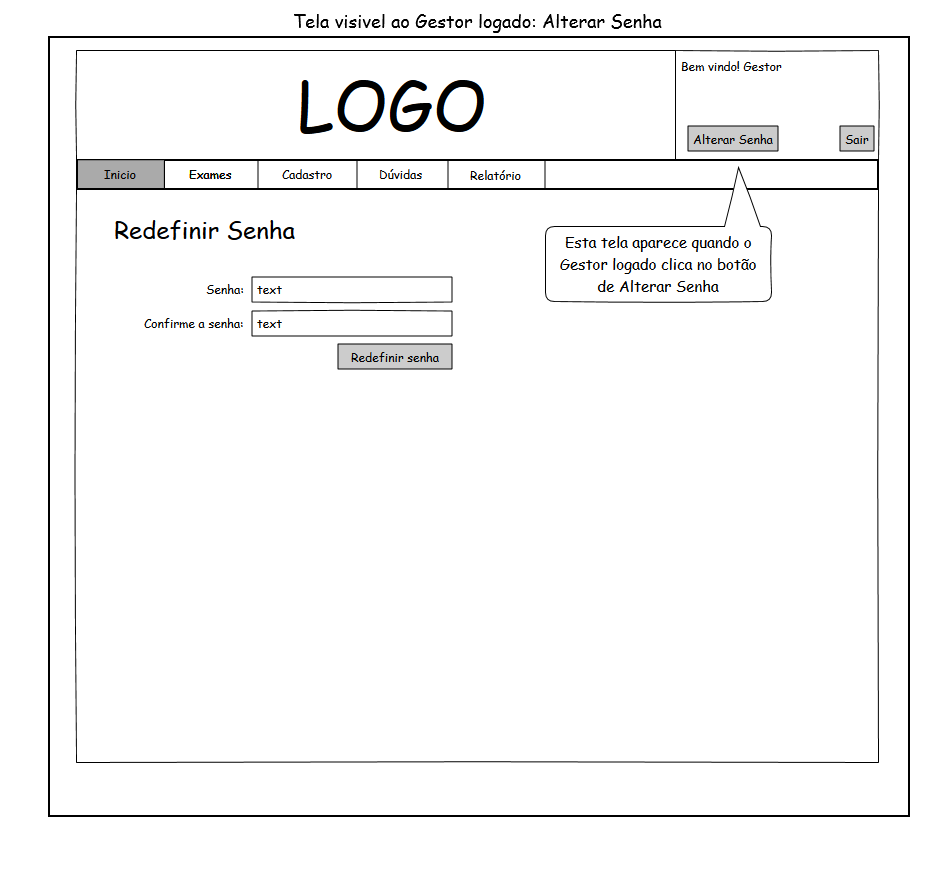 Tela visivel ao Gestor logado: Alterar Senha
LOGO
Bem vindo! Gestor
Alterar Senha
Sair
Inicio
Exames
Cadastro
Dúvidas
Relatório
Redefinir Senha
Esta tela aparece quando o
Gestor logado clica no botão
de Alterar Senha
Senha:
text
Confirme a senha:
text
Redefinir senha